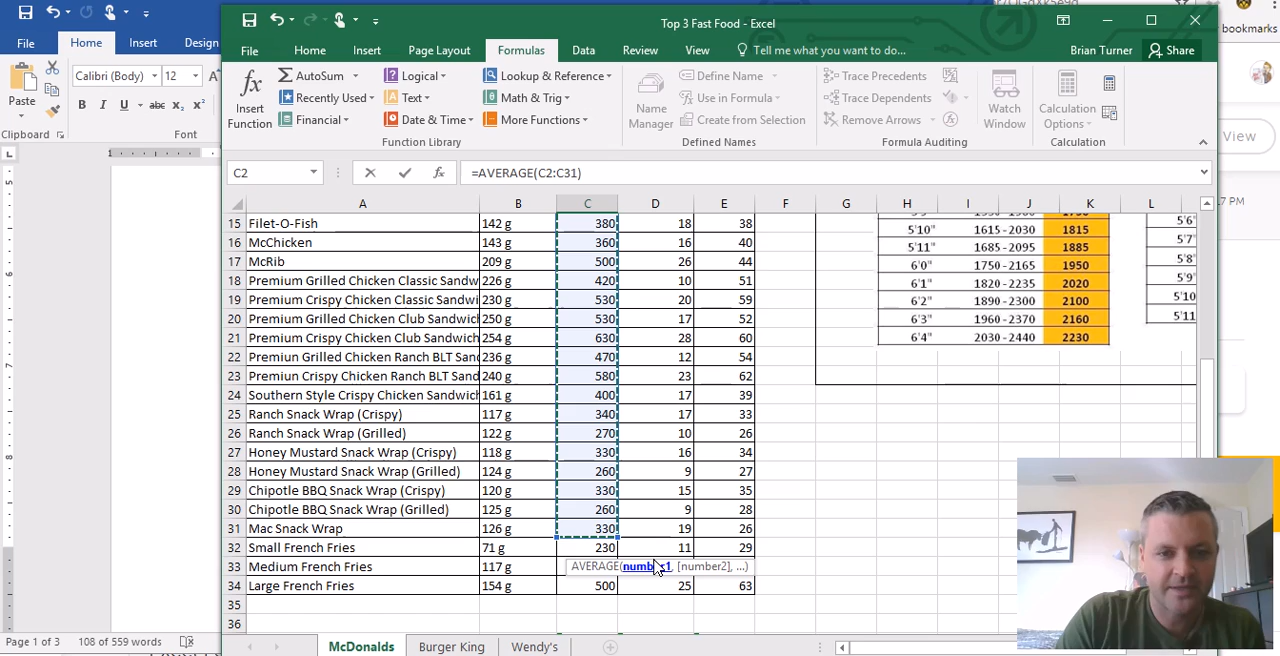 bookmarks
Top 3 Fast Food - Excel
File Home Insert Design
File Home Insert Page Layout Formulas Data Review View Tell me what you want to do... Brian Turner Share
Calibri (Body) 12
Paste
B I U abc X₂ X²
Clipboard Font
fx Insert Function
AutoSum
Recently Used
Financial
Logical
Text
Date & Time
Lookup & Reference
Math & Trig
More Functions
Function Library
Name Manager
Define Name
Use in Formula
Create from Selection
Defined Names
Trace Precedents
Trace Dependents
Remove Arrows
Watch Window
Formula Auditing
Calculation Options
Calculation
View
C2 fx =AVERAGE(C2:C31)
A B C D E F G H I J K L
15 Filet-O-Fish 142 g 380 18 38
16 McChicken 143 g 360 16 40
17 McRib 209 g 500 26 44
18 Premium Grilled Chicken Classic Sandw 226 g 420 10 51
19 Premium Crispy Chicken Classic Sandwi 230 g 530 20 59
20 Premium Grilled Chicken Club Sandwich 250 g 530 17 52
21 Premium Crispy Chicken Club Sandwich 254 g 630 28 60
22 Premiun Grilled Chicken Ranch BLT San 236 g 470 12 54
23 Premiun Crispy Chicken Ranch BLT Sand 240 g 580 23 62
24 Southern Style Crispy Chicken Sandwich 161 g 400 17 39
25 Ranch Snack Wrap (Crispy) 117 g 340 17 33
26 Ranch Snack Wrap (Grilled) 122 g 270 10 26
27 Honey Mustard Snack Wrap (Crispy) 118 g 330 16 34
28 Honey Mustard Snack Wrap (Grilled) 124 g 260 9 27
29 Chipotle BBQ Snack Wrap (Crispy) 120 g 330 15 35
30 Chipotle BBQ Snack Wrap (Grilled) 125 g 260 9 28
31 Mac Snack Wrap 126 g 330 19 26
32 Small French Fries 71 g 230 11 29
33 Medium French Fries 117 g
AVERAGE(number1, [number2], ...)
34 Large French Fries 154 g 500 25 63
35
36
5'10" 1615-2030 1815
5'11" 1685-2095 1885
6'0" 1750-2165 1950
6'1" 1820-2235 2020
6'2" 1890-2300 2100
6'3" 1960-2370 2160
6'4" 2030-2440 2230
5'6"
5'7"
5'8"
5'9"
5'10
5'11
7 PM
McDonalds Burger King Wendy's
Page 1 of 3 108 of 559 words